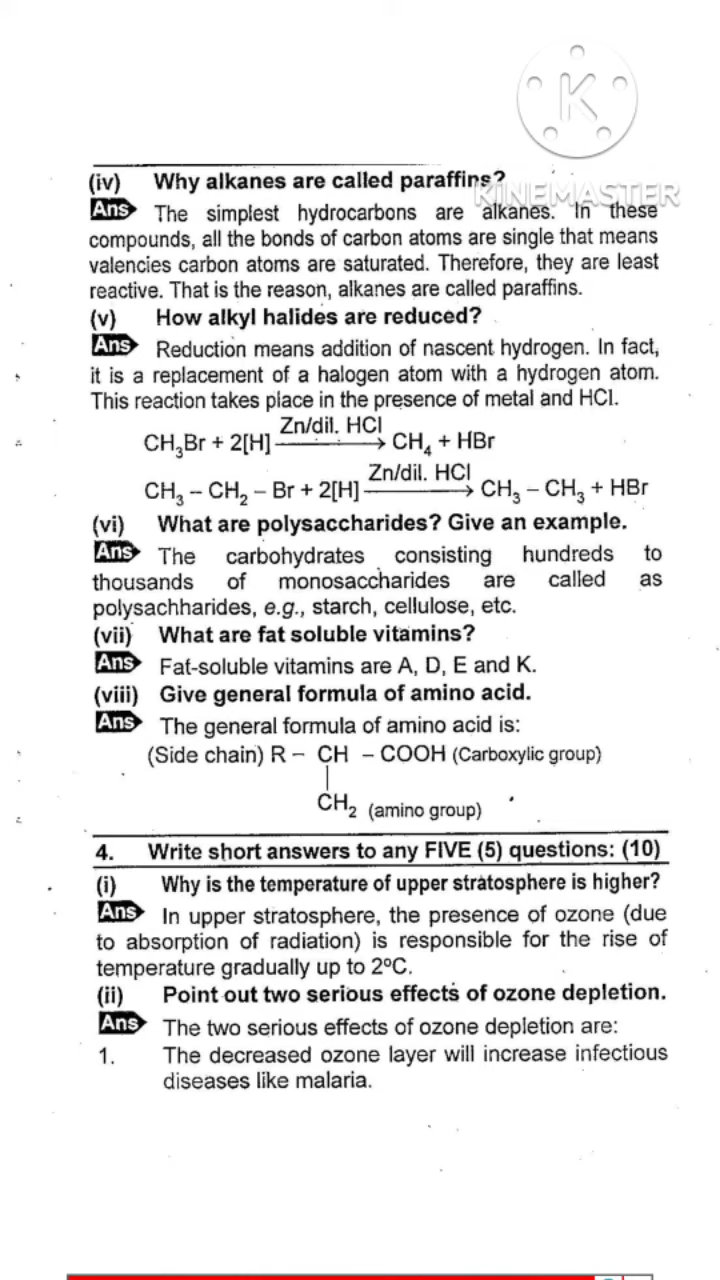 K
KINEMASTER
(iv) Why alkanes are called paraffins?
Ans The simplest hydrocarbons are alkanes. In these
compounds, all the bonds of carbon atoms are single that means
valencies carbon atoms are saturated. Therefore, they are least
reactive. That is the reason, alkanes are called paraffins.
(v) How alkyl halides are reduced?
Ans Reduction means addition of nascent hydrogen. In fact,
it is a replacement of a halogen atom with a hydrogen atom.
This reaction takes place in the presence of metal and HCl.
Zn/dil. HCl
CH₃Br + 2[H] ⟶ CH₄ + HBr
Zn/dil. HCl
CH₃ – CH₂ – Br + 2[H] ⟶ CH₃ – CH₃ + HBr
(vi) What are polysaccharides? Give an example.
Ans The carbohydrates consisting hundreds to
thousands of monosaccharides are called as
polysachharides, e.g., starch, cellulose, etc.
(vii) What are fat soluble vitamins?
Ans Fat-soluble vitamins are A, D, E and K.
(viii) Give general formula of amino acid.
Ans The general formula of amino acid is:
(Side chain) R – CH – COOH (Carboxylic group)
|
CH₂ (amino group)
4. Write short answers to any FIVE (5) questions: (10)
(i) Why is the temperature of upper stratosphere is higher?
Ans In upper stratosphere, the presence of ozone (due
to absorption of radiation) is responsible for the rise of
temperature gradually up to 2ºC.
(ii) Point out two serious effects of ozone depletion.
Ans The two serious effects of ozone depletion are:
1. The decreased ozone layer will increase infectious
diseases like malaria.